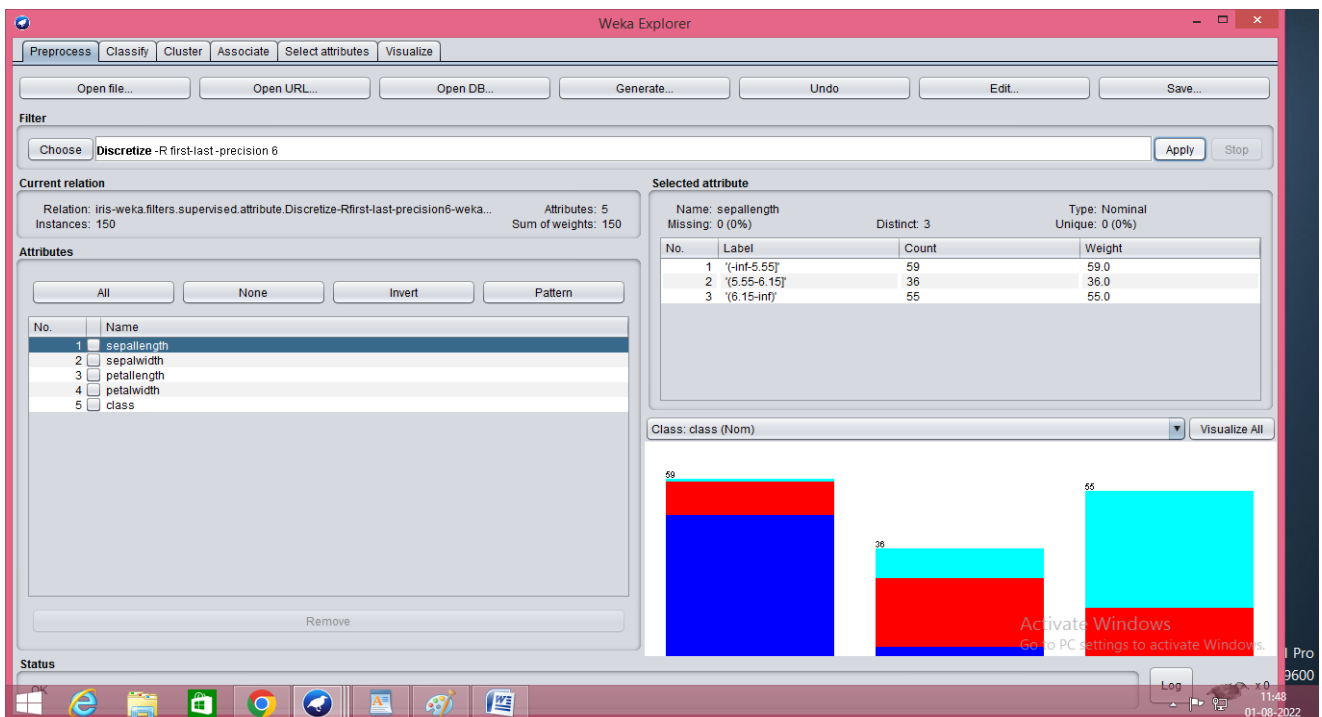 Weka Explorer
Preprocess Classify Cluster Associate Select attributes Visualize
Open file... Open URL... Open DB... Generate... Undo Edit... Save...
Filter
Choose Discretize -R first-last -precision 6 Apply Stop
Current relation
Relation: iris-weka.filters.supervised.attribute.Discretize-Rfirst-last-precision6-weka... Attributes: 5
Instances: 150 Sum of weights: 150
Attributes
All None Invert Pattern
No. Name
1 sepallength
2 sepalwidth
3 petallength
4 petalwidth
5 class
Remove
Selected attribute
Name: sepallength Type: Nominal
Missing: 0 (0%) Distinct: 3 Unique: 0 (0%)
No. Label Count Weight
1 '(-inf-5.55]' 59 59.0
2 '(5.55-6.15]' 36 36.0
3 '(6.15-inf)' 55 55.0
Class: class (Nom) Visualize All
59
36
55
Activate Windows
Go to PC settings to activate Windows.
Status
OK
Log x 0
l Pro
9600
11:48
01-08-2022